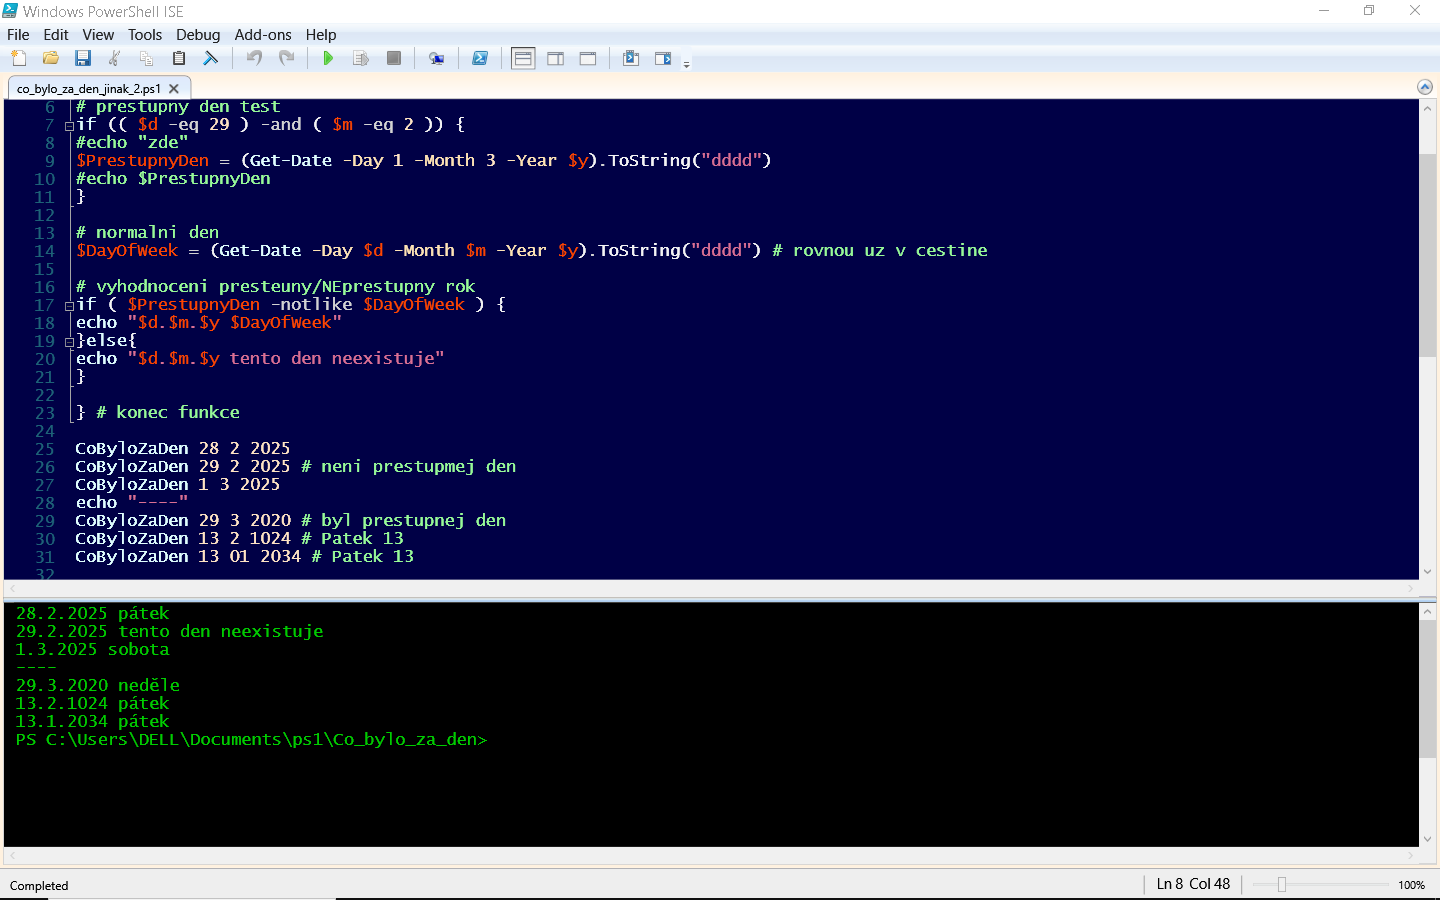 Windows PowerShell ISE
File Edit View Tools Debug Add-ons Help
co_bylo_za_den_jinak_2.ps1
6 # prestupny den test
7 if (( $d -eq 29 ) -and ( $m -eq 2 )) {
8 #echo "zde"
9 $PrestupnyDen = (Get-Date -Day 1 -Month 3 -Year $y).ToString("dddd")
10 #echo $PrestupnyDen
11 }
12
13 # normalni den
14 $DayOfWeek = (Get-Date -Day $d -Month $m -Year $y).ToString("dddd") # rovnou uz v cestine
15
16 # vyhodnoceni presteuny/NEprestupny rok
17 if ( $PrestupnyDen -notlike $DayOfWeek ) {
18 echo "$d.$m.$y $DayOfWeek"
19 }else{
20 echo "$d.$m.$y tento den neexistuje"
21 }
22
23 } # konec funkce
24
25 CoByloZaDen 28 2 2025
26 CoByloZaDen 29 2 2025 # neni prestupmej den
27 CoByloZaDen 1 3 2025
28 echo "----"
29 CoByloZaDen 29 3 2020 # byl prestupnej den
30 CoByloZaDen 13 2 1024 # Patek 13
31 CoByloZaDen 13 01 2034 # Patek 13
32
28.2.2025 pátek
29.2.2025 tento den neexistuje
1.3.2025 sobota
----
29.3.2020 neděle
13.2.1024 pátek
13.1.2034 pátek
PS C:\Users\DELL\Documents\ps1\Co_bylo_za_den>
Completed
Ln 8 Col 48
100%